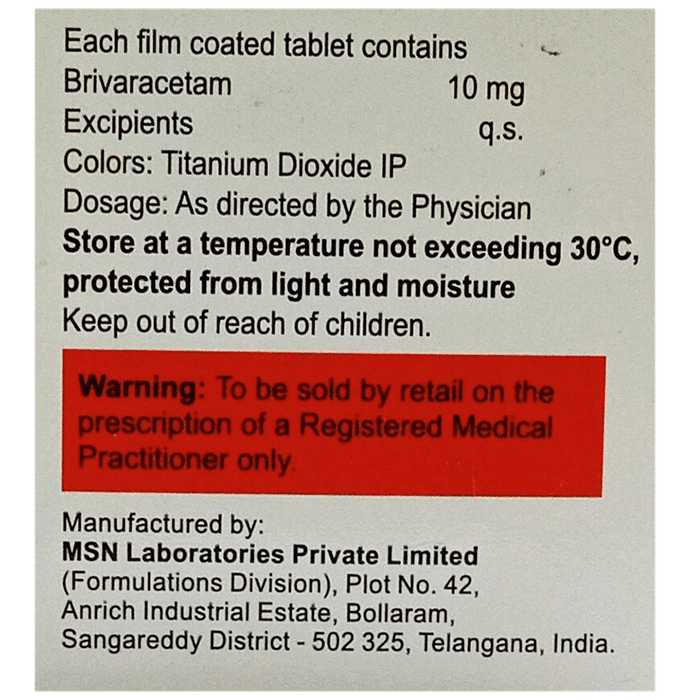 Each film coated tablet contains
Brivaracetam 10 mg
Excipients q.s.
Colors: Titanium Dioxide IP
Dosage: As directed by the Physician
Store at a temperature not exceeding 30°C,
protected from light and moisture
Keep out of reach of children.
Warning: To be sold by retail on the
prescription of a Registered Medical
Practitioner only.
Manufactured by:
MSN Laboratories Private Limited
(Formulations Division), Plot No. 42,
Anrich Industrial Estate, Bollaram,
Sangareddy District - 502 325, Telangana, India.